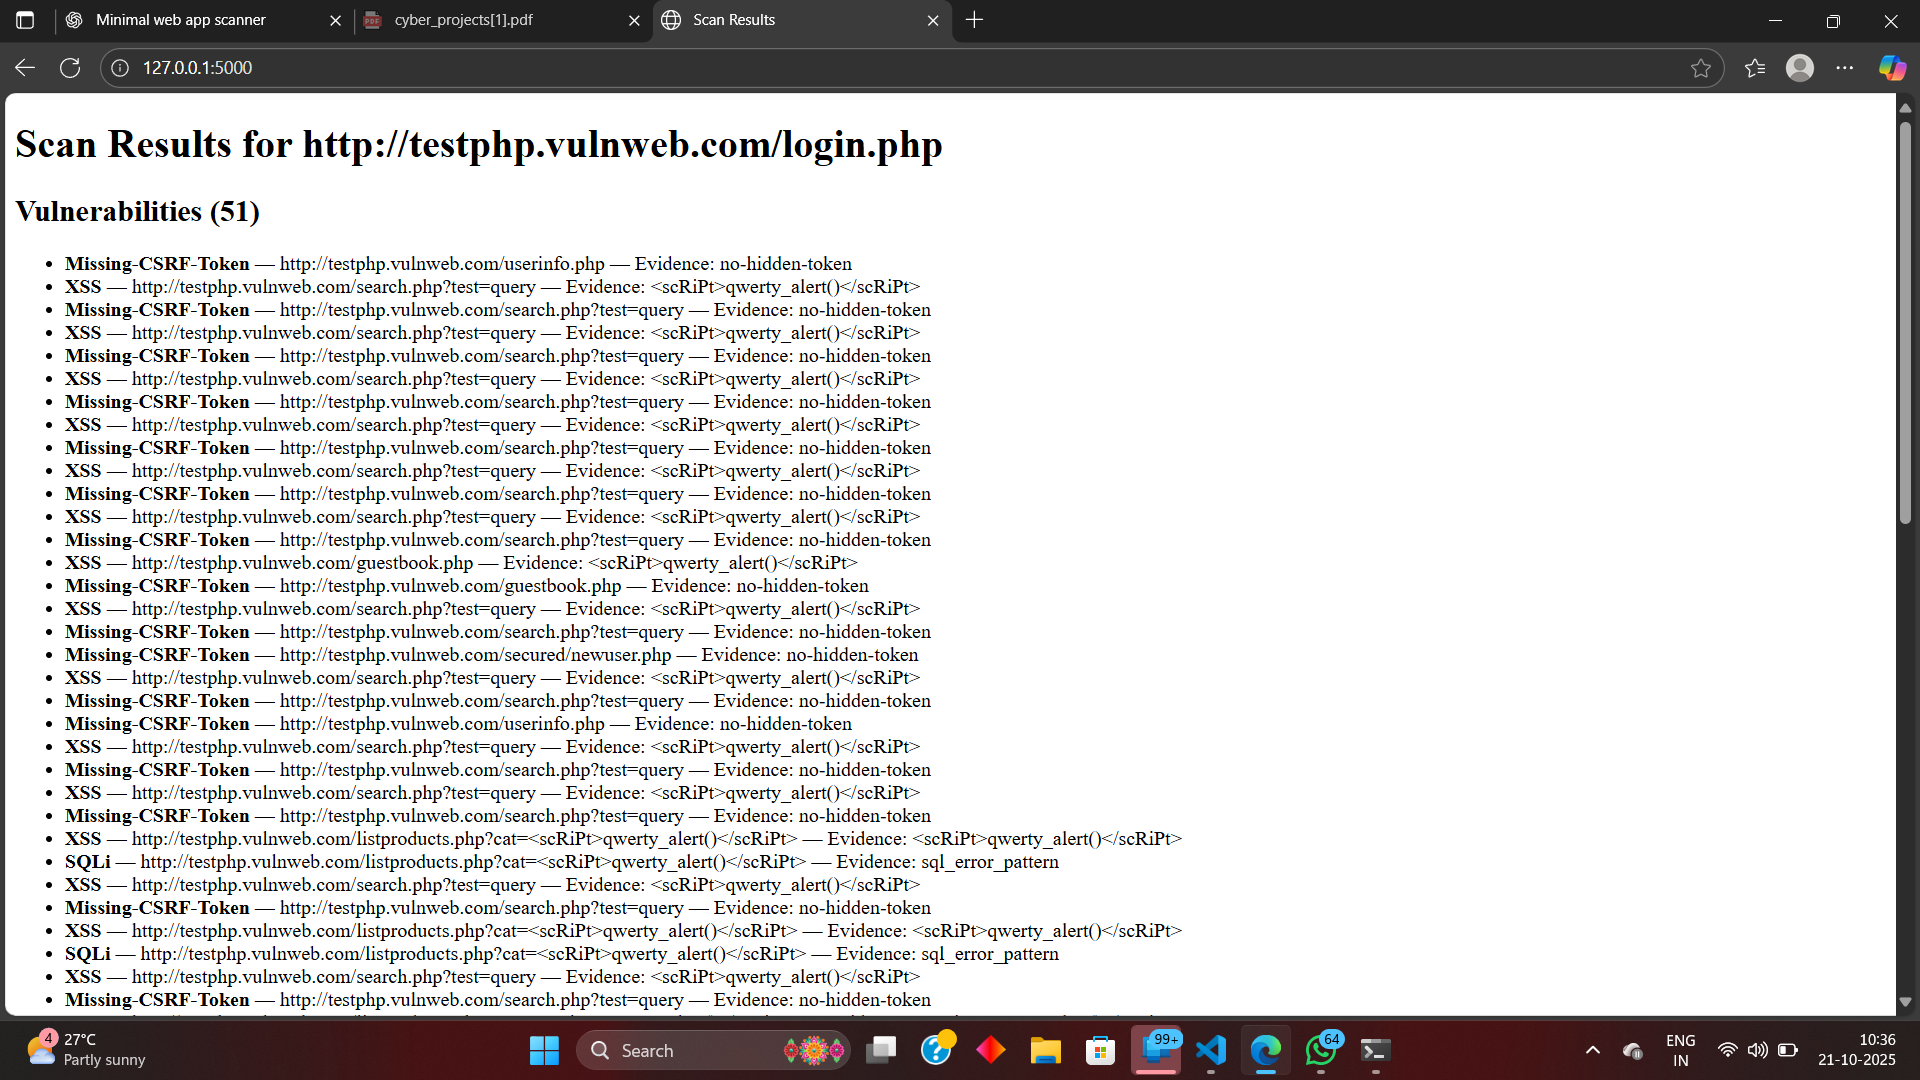 Minimal web app scanner
cyber_projects[1].pdf
Scan Results
127.0.0.1:5000
Scan Results for http://testphp.vulnweb.com/login.php
Vulnerabilities (51)
• Missing-CSRF-Token — http://testphp.vulnweb.com/userinfo.php — Evidence: no-hidden-token
• XSS — http://testphp.vulnweb.com/search.php?test=query — Evidence: <scRiPt>qwerty_alert()</scRiPt>
• Missing-CSRF-Token — http://testphp.vulnweb.com/search.php?test=query — Evidence: no-hidden-token
• XSS — http://testphp.vulnweb.com/search.php?test=query — Evidence: <scRiPt>qwerty_alert()</scRiPt>
• Missing-CSRF-Token — http://testphp.vulnweb.com/search.php?test=query — Evidence: no-hidden-token
• XSS — http://testphp.vulnweb.com/search.php?test=query — Evidence: <scRiPt>qwerty_alert()</scRiPt>
• Missing-CSRF-Token — http://testphp.vulnweb.com/search.php?test=query — Evidence: no-hidden-token
• XSS — http://testphp.vulnweb.com/search.php?test=query — Evidence: <scRiPt>qwerty_alert()</scRiPt>
• Missing-CSRF-Token — http://testphp.vulnweb.com/search.php?test=query — Evidence: no-hidden-token
• XSS — http://testphp.vulnweb.com/search.php?test=query — Evidence: <scRiPt>qwerty_alert()</scRiPt>
• Missing-CSRF-Token — http://testphp.vulnweb.com/search.php?test=query — Evidence: no-hidden-token
• XSS — http://testphp.vulnweb.com/search.php?test=query — Evidence: <scRiPt>qwerty_alert()</scRiPt>
• Missing-CSRF-Token — http://testphp.vulnweb.com/search.php?test=query — Evidence: no-hidden-token
• XSS — http://testphp.vulnweb.com/guestbook.php — Evidence: <scRiPt>qwerty_alert()</scRiPt>
• Missing-CSRF-Token — http://testphp.vulnweb.com/guestbook.php — Evidence: no-hidden-token
• XSS — http://testphp.vulnweb.com/search.php?test=query — Evidence: <scRiPt>qwerty_alert()</scRiPt>
• Missing-CSRF-Token — http://testphp.vulnweb.com/search.php?test=query — Evidence: no-hidden-token
• Missing-CSRF-Token — http://testphp.vulnweb.com/secured/newuser.php — Evidence: no-hidden-token
• XSS — http://testphp.vulnweb.com/search.php?test=query — Evidence: <scRiPt>qwerty_alert()</scRiPt>
• Missing-CSRF-Token — http://testphp.vulnweb.com/search.php?test=query — Evidence: no-hidden-token
• Missing-CSRF-Token — http://testphp.vulnweb.com/userinfo.php — Evidence: no-hidden-token
• XSS — http://testphp.vulnweb.com/search.php?test=query — Evidence: <scRiPt>qwerty_alert()</scRiPt>
• Missing-CSRF-Token — http://testphp.vulnweb.com/search.php?test=query — Evidence: no-hidden-token
• XSS — http://testphp.vulnweb.com/search.php?test=query — Evidence: <scRiPt>qwerty_alert()</scRiPt>
• Missing-CSRF-Token — http://testphp.vulnweb.com/search.php?test=query — Evidence: no-hidden-token
• XSS — http://testphp.vulnweb.com/listproducts.php?cat=<scRiPt>qwerty_alert()</scRiPt> — Evidence: <scRiPt>qwerty_alert()</scRiPt>
• SQLi — http://testphp.vulnweb.com/listproducts.php?cat=<scRiPt>qwerty_alert()</scRiPt> — Evidence: sql_error_pattern
• XSS — http://testphp.vulnweb.com/search.php?test=query — Evidence: <scRiPt>qwerty_alert()</scRiPt>
• Missing-CSRF-Token — http://testphp.vulnweb.com/search.php?test=query — Evidence: no-hidden-token
• XSS — http://testphp.vulnweb.com/listproducts.php?cat=<scRiPt>qwerty_alert()</scRiPt> — Evidence: <scRiPt>qwerty_alert()</scRiPt>
• SQLi — http://testphp.vulnweb.com/listproducts.php?cat=<scRiPt>qwerty_alert()</scRiPt> — Evidence: sql_error_pattern
• XSS — http://testphp.vulnweb.com/search.php?test=query — Evidence: <scRiPt>qwerty_alert()</scRiPt>
• Missing-CSRF-Token — http://testphp.vulnweb.com/search.php?test=query — Evidence: no-hidden-token
4
27°C
Partly sunny
Search
99+
64
ENG
IN
10:36
21-10-2025